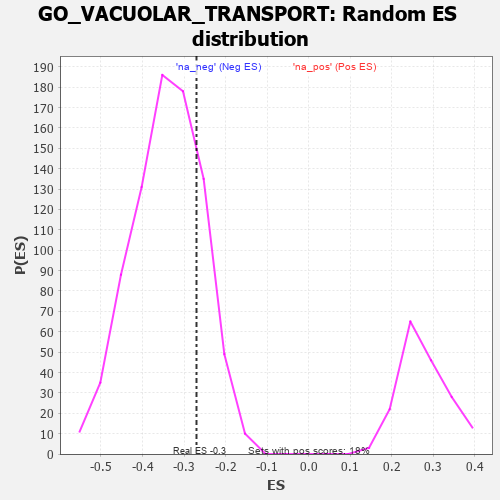 GO_VACUOLAR_TRANSPORT: Random ES
distribution
'na_neg' (Neg ES) 'na_pos' (Pos ES)
190
180
170
160
150
140
130
120
110
100
90
80
70
60
50
40
30
20
10
0
P(ES)
Real ES -0.3 Sets with pos scores:
-0.5 -0.4 -0.3 -0.2 -0.1 0.0 0.1 0.2 0.3 0.4
ES